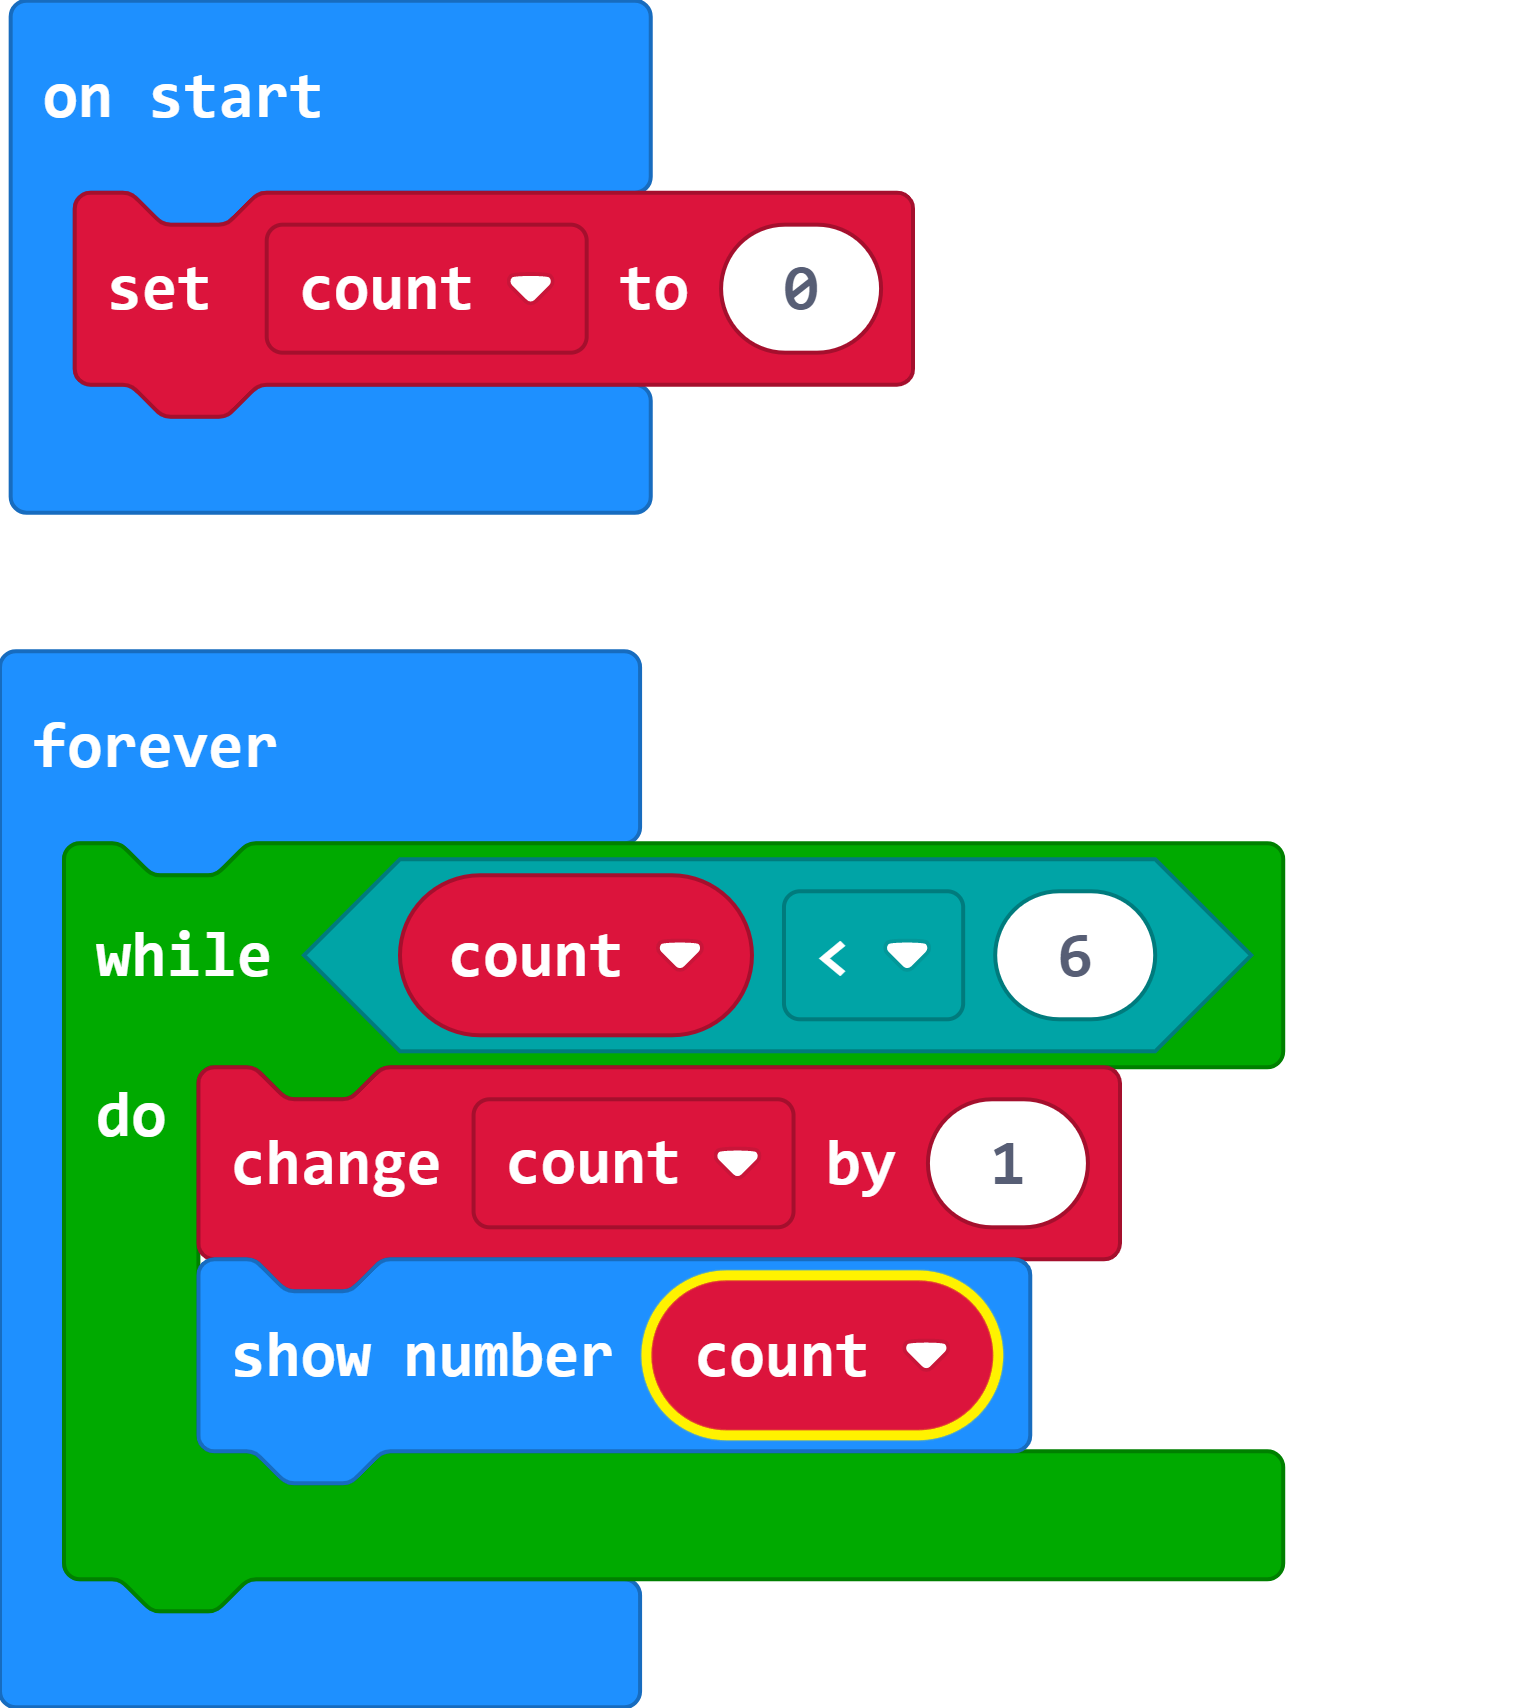 on start
set count to 0
forever
while count < 6
do
change count by 1
show number count